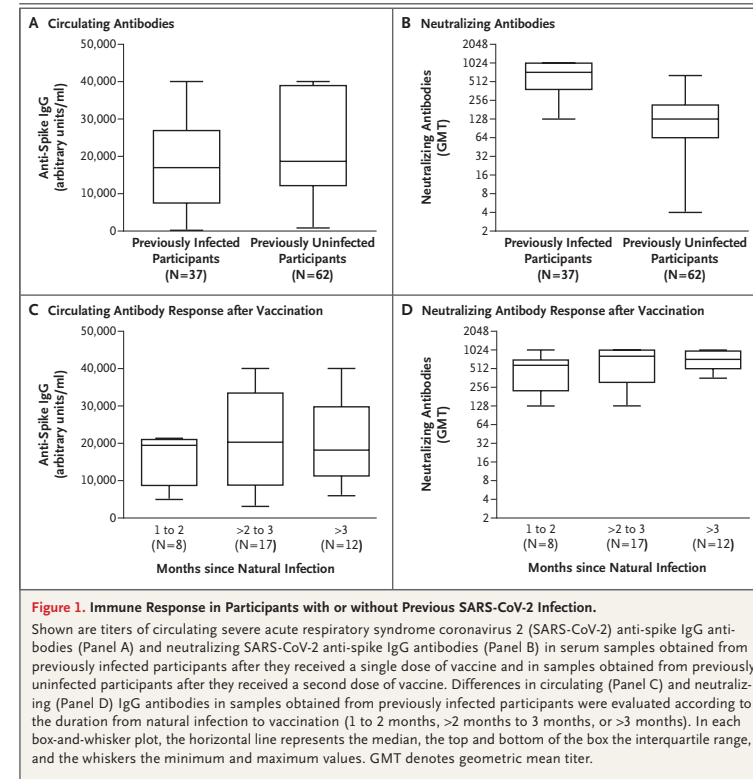 A Circulating Antibodies
50,000
40,000
30,000
20,000
10,000
0
Anti-Spike IgG
(arbitrary units/ml)
Previously Infected
Participants
(N=37)
Previously Uninfected
Participants
(N=62)
B Neutralizing Antibodies
2048
1024
512
256
128
64
32
16
8
4
2
Neutralizing Antibodies
(GMT)
Previously Infected
Participants
(N=37)
Previously Uninfected
Participants
(N=62)
C Circulating Antibody Response after Vaccination
50,000
40,000
30,000
20,000
10,000
0
Anti-Spike IgG
(arbitrary units/ml)
1 to 2
(N=8)
>2 to 3
(N=17)
>3
(N=12)
Months since Natural Infection
D Neutralizing Antibody Response after Vaccination
2048
1024
512
256
128
64
32
16
8
4
2
Neutralizing Antibodies
(GMT)
1 to 2
(N=8)
>2 to 3
(N=17)
>3
(N=12)
Months since Natural Infection
Figure 1. Immune Response in Participants with or without Previous SARS-CoV-2 Infection.
Shown are titers of circulating severe acute respiratory syndrome coronavirus 2 (SARS-CoV-2) anti-spike IgG anti-
bodies (Panel A) and neutralizing SARS-CoV-2 anti-spike IgG antibodies (Panel B) in serum samples obtained from
previously infected participants after they received a single dose of vaccine and in samples obtained from previously
uninfected participants after they received a second dose of vaccine. Differences in circulating (Panel C) and neutraliz-
ing (Panel D) IgG antibodies in samples obtained from previously infected participants were evaluated according to
the duration from natural infection to vaccination (1 to 2 months, >2 months to 3 months, or >3 months). In each
box-and-whisker plot, the horizontal line represents the median, the top and bottom of the box the interquartile range,
and the whiskers the minimum and maximum values. GMT denotes geometric mean titer.